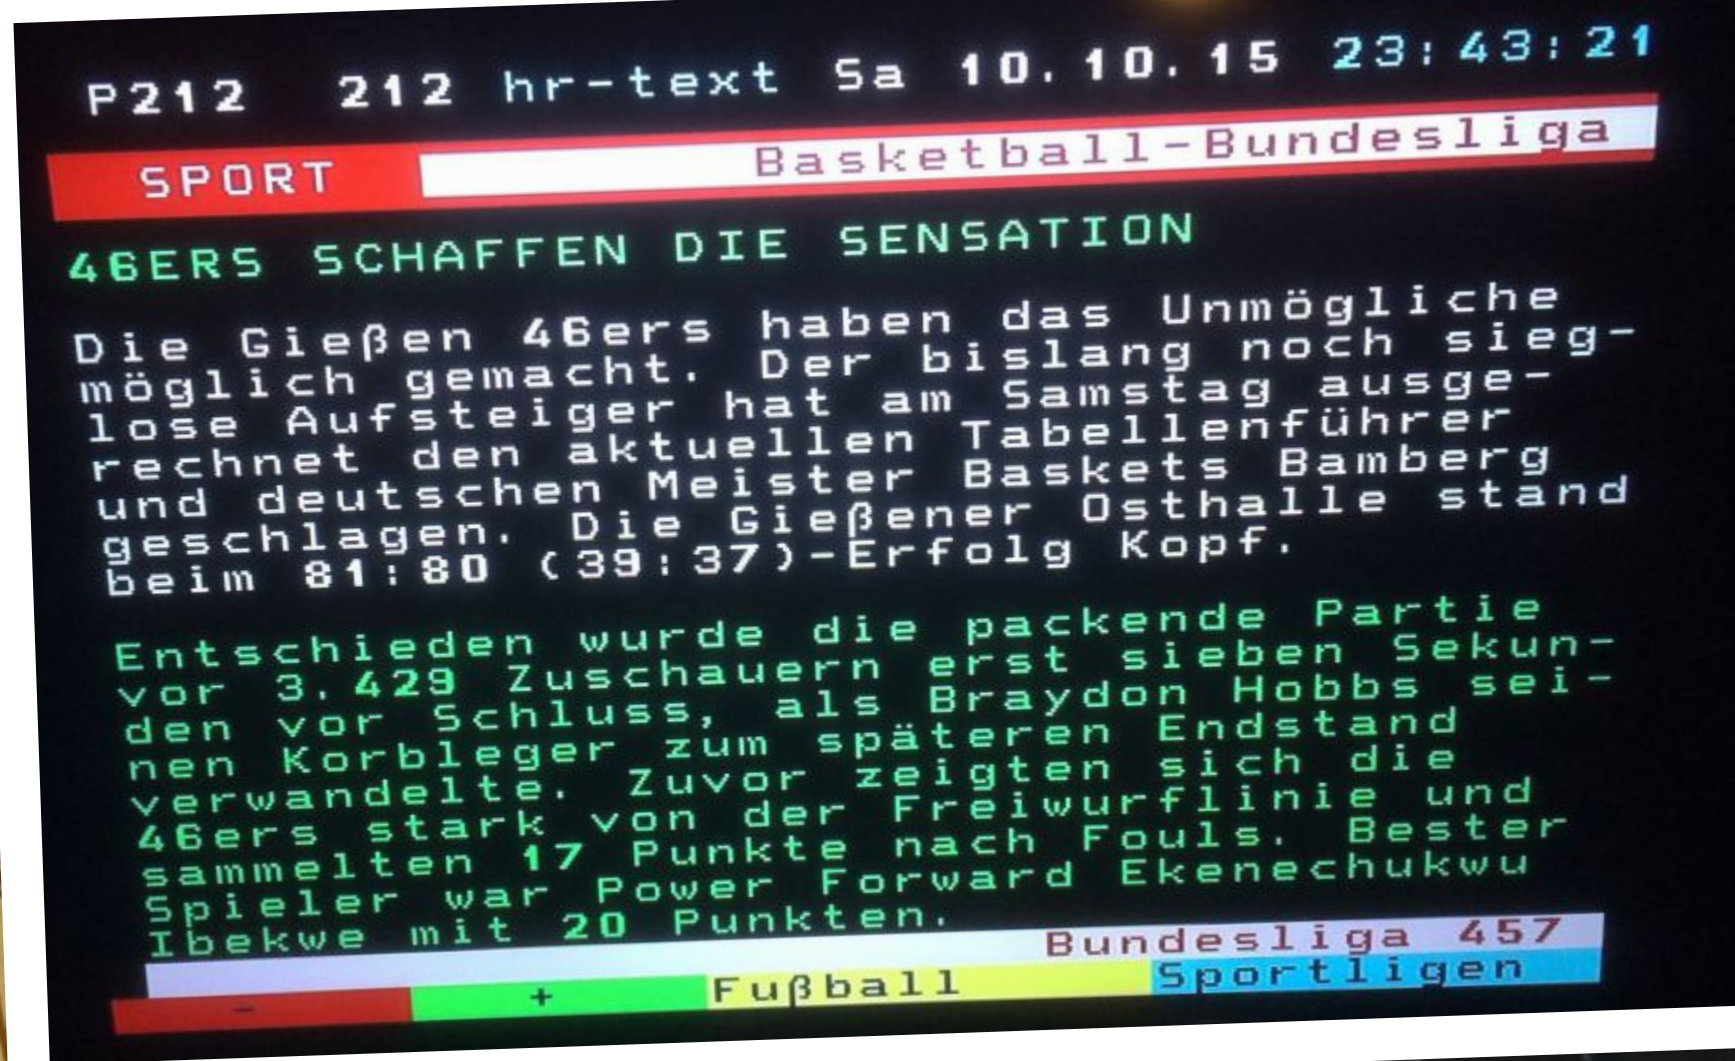 P212 212 hr-text Sa 10.10.15 23:43:21
SPORT Basketball-Bundesliga
46ERS SCHAFFEN DIE SENSATION
Die Gießen 46ers haben das Unmögliche
möglich gemacht. Der bislang noch sieg-
lose Aufsteiger hat am Samstag ausge-
rechnet den aktuellen Tabellenführer
und deutschen Meister Baskets Bamberg
geschlagen. Die Gießener Osthalle stand
beim 81:80 (39:37)-Erfolg Kopf.
Entschieden wurde die packende Partie
vor 3.429 Zuschauern erst sieben Sekun-
den vor Schluss, als Braydon Hobbs sei-
nen Korbleger zum späteren Endstand
verwandelte. Zuvor zeigten sich die
46ers stark von der Freiwurflinie und
sammelten 17 Punkte nach Fouls. Bester
Spieler war Power Forward Ekenechukwu
Ibekwe mit 20 Punkten.
Bundesliga 457
- + Fußball Sportligen